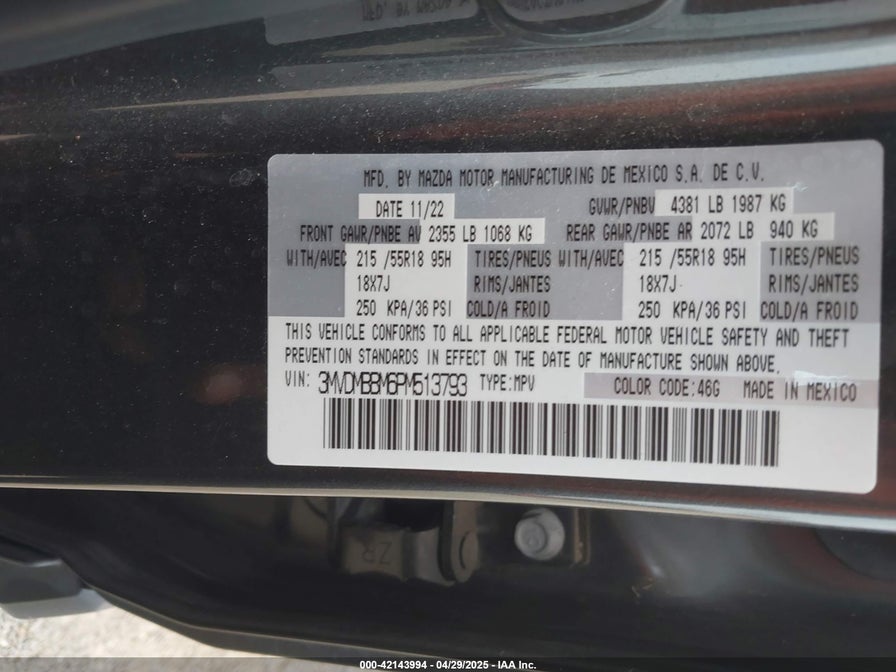 MFD. BY MAZDA MOTOR MANUFACTURING DE MEXICO S.A. DE C.V.
DATE 11/22 GVWR/PNBV 4381 LB 1987 KG
FRONT GAWR/PNBE AV 2355 LB 1068 KG REAR GAWR/PNBE AR 2072 LB 940 KG
WITH/AVEC 215 /55R18 95H TIRES/PNEUS WITH/AVEC 215 /55R18 95H TIRES/PNEUS
18X7J RIMS/JANTES 18X7J RIMS/JANTES
250 KPA/36 PSI COLD/A FROID 250 KPA/36 PSI COLD/A FROID
THIS VEHICLE CONFORMS TO ALL APPLICABLE FEDERAL MOTOR VEHICLE SAFETY AND THEFT
PREVENTION STANDARDS IN EFFECT ON THE DATE OF MANUFACTURE SHOWN ABOVE.
VIN: 3MVDMBBM6PM513793 TYPE:MPV COLOR CODE:46G MADE IN MEXICO
ZR
000-42143994 - 04/29/2025 - IAA Inc.